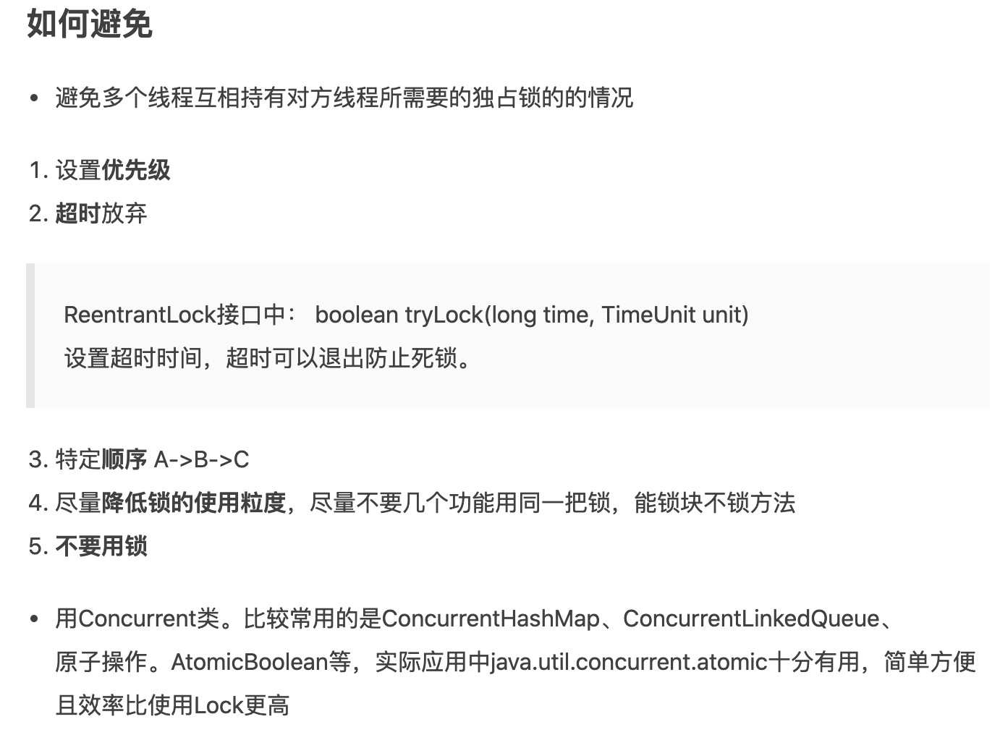 如何避免
• 避免多个线程互相持有对方线程所需要的独占锁的的情况
1. 设置优先级
2. 超时放弃
ReentrantLock接口中： boolean tryLock(long time, TimeUnit unit)
设置超时时间，超时可以退出防止死锁。
3. 特定顺序 A->B->C
4. 尽量降低锁的使用粒度，尽量不要几个功能用同一把锁，能锁块不锁方法
5. 不要用锁
• 用Concurrent类。比较常用的是ConcurrentHashMap、ConcurrentLinkedQueue、
原子操作。AtomicBoolean等，实际应用中java.util.concurrent.atomic十分有用，简单方便
且效率比使用Lock更高